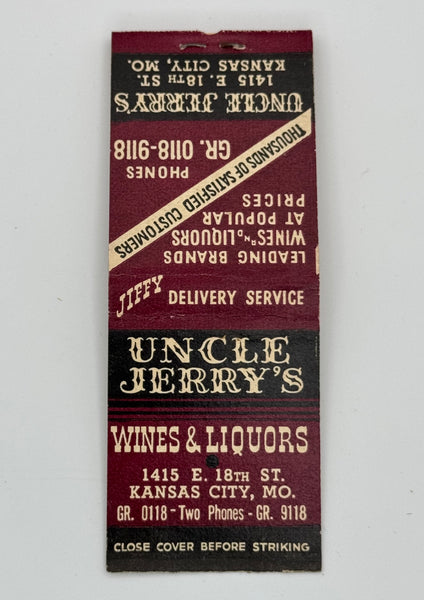 JIFFY DELIVERY SERVICE
UNCLE
JERRY'S
WINES & LIQUORS
1415 E. 18TH ST.
KANSAS CITY, MO.
GR. 0118 - Two Phones - GR. 9118
CLOSE COVER BEFORE STRIKING
LEADING BRANDS
WINES AND LIQUORS
AT POPULAR
PRICES
THOUSANDS OF SATISFIED CUSTOMERS
PHONES
GR. 0118-9118
UNCLE JERRY'S
1415 E. 18TH ST.
KANSAS CITY, MO.